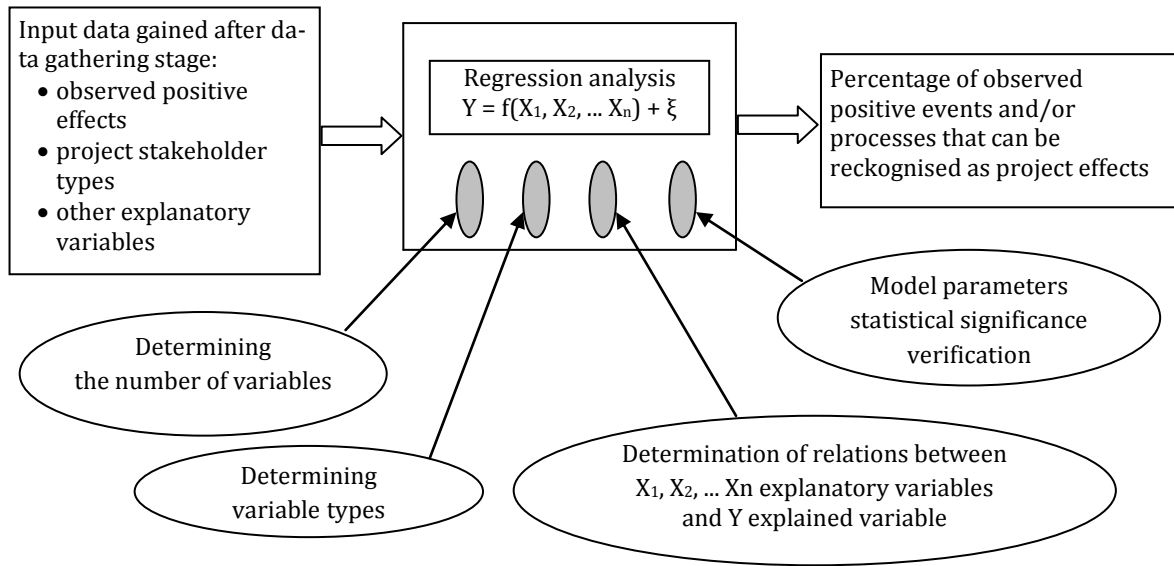 Input data gained after da-
ta gathering stage:
• observed positive
effects
• project stakeholder
types
• other explanatory
variables
Regression analysis
Y = f(X₁, X₂, ... Xₙ) + ξ
Percentage of observed
positive events and/or
processes that can be
reckognised as project effects
Model parameters
statistical significance
verification
Determining
the number of variables
Determining
variable types
Determination of relations between
X₁, X₂, ... Xn explanatory variables
and Y explained variable